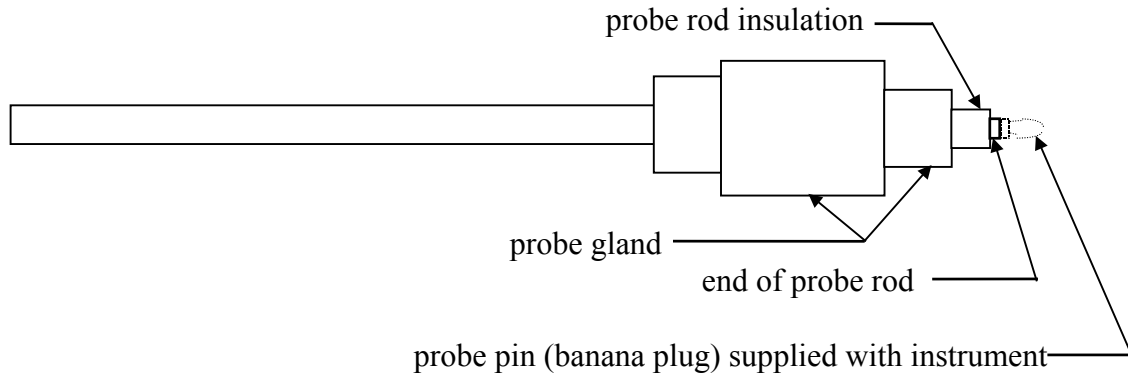 probe rod insulation
probe gland
end of probe rod
probe pin (banana plug) supplied with instrument